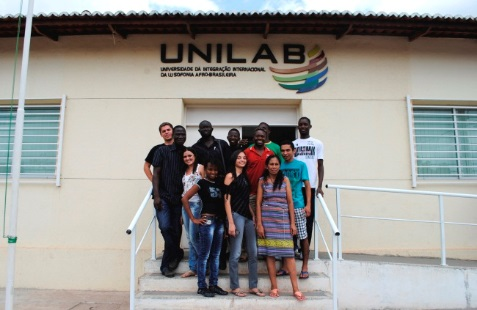 UNILAB
UNIVERSIDADE DA INTEGRAÇÃO INTERNACIONAL
DA LUSOFONIA AFRO-BRASILEIRA